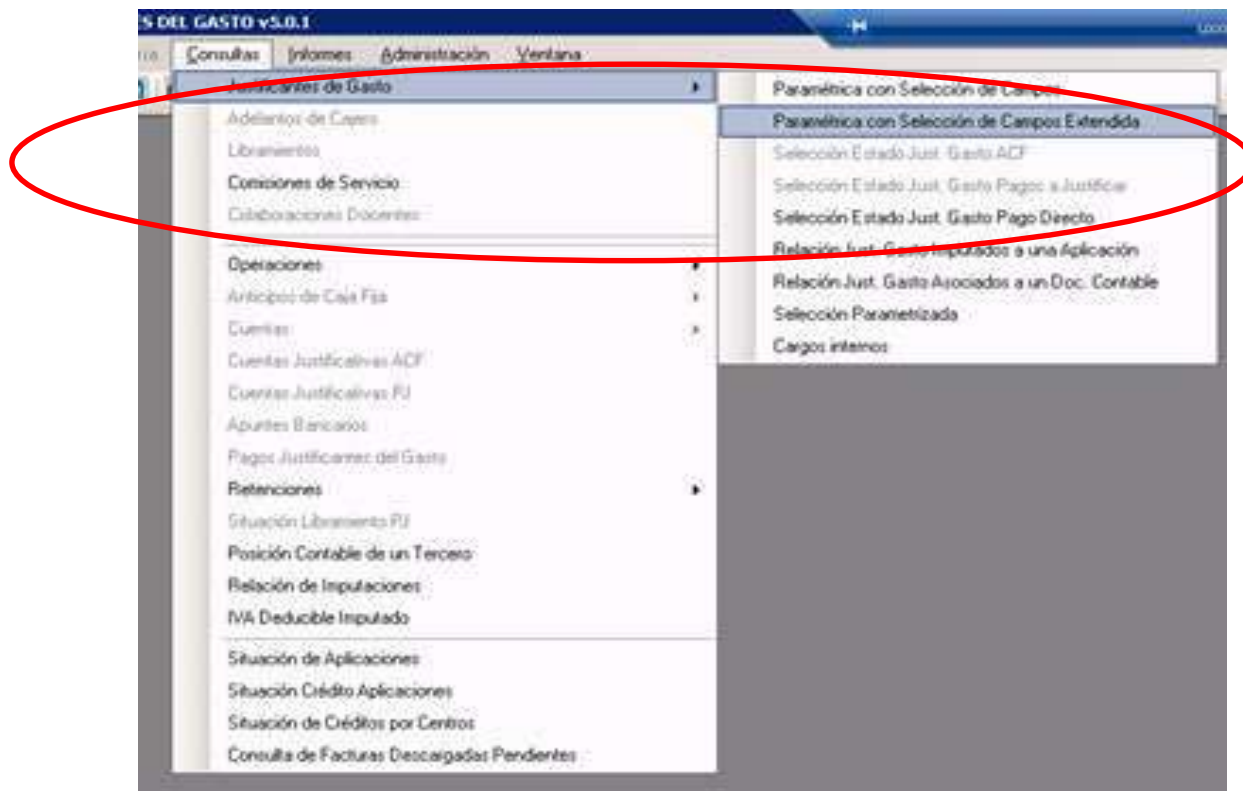 S DEL GASTO v5.0.1
Consultas Informes Administración Ventana
Justificantes de Gasto
Adelantos de Cajero
Libramientos
Comisiones de Servicio
Colaboraciones Docentes
Operaciones
Anticipos de Caja Fija
Cuentas
Cuentas Justificativas ACF
Cuentas Justificativas PJ
Apuntes Bancarios
Pagos Justificantes del Gasto
Retenciones
Situación Libramiento PJ
Posición Contable de un Tercero
Relación de Imputaciones
IVA Deducible Imputado
Situación de Aplicaciones
Situación Crédito Aplicaciones
Situación de Créditos por Centros
Consulta de Facturas Descargadas Pendientes
Paramétrica con Selección de Campos
Paramétrica con Selección de Campos Extendida
Selección Estado Just. Gasto ACF
Selección Estado Just. Gasto Pagos a Justificar
Selección Estado Just. Gasto Pago Directo
Relación Just. Gasto Imputados a una Aplicación
Relación Just. Gasto Asociados a un Doc. Contable
Selección Parametrizada
Cargos internos